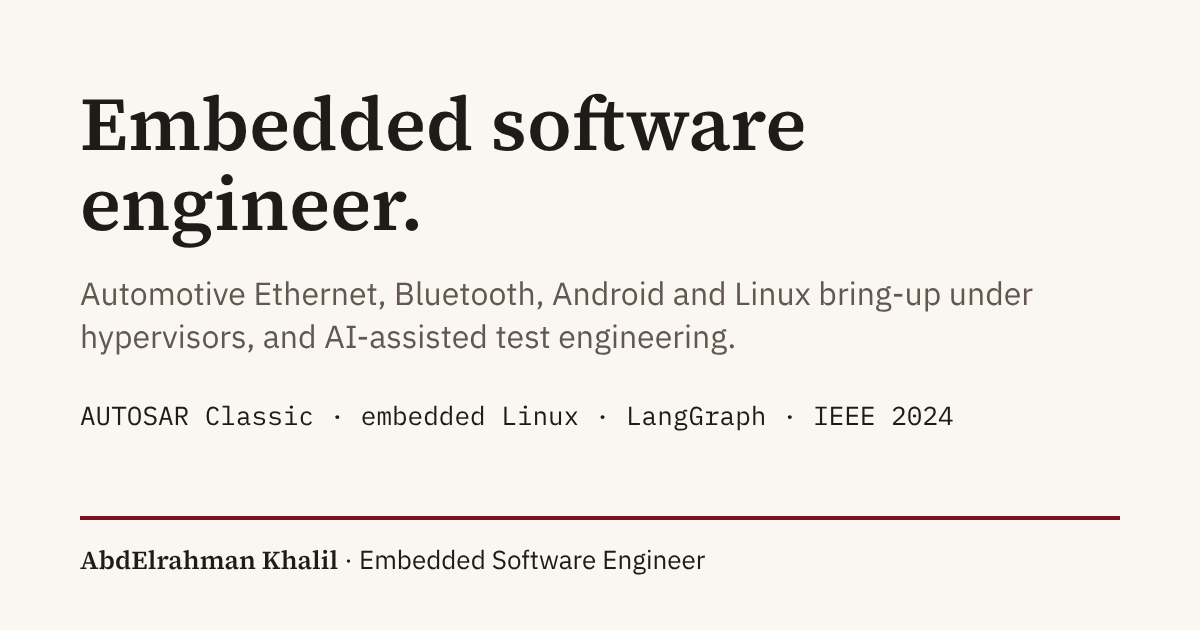 Embedded software
engineer.
Automotive Ethernet, Bluetooth, Android and Linux bring-up under
hypervisors, and AI-assisted test engineering.
AUTOSAR Classic · embedded Linux · LangGraph · IEEE 2024
AbdElrahman Khalil · Embedded Software Engineer